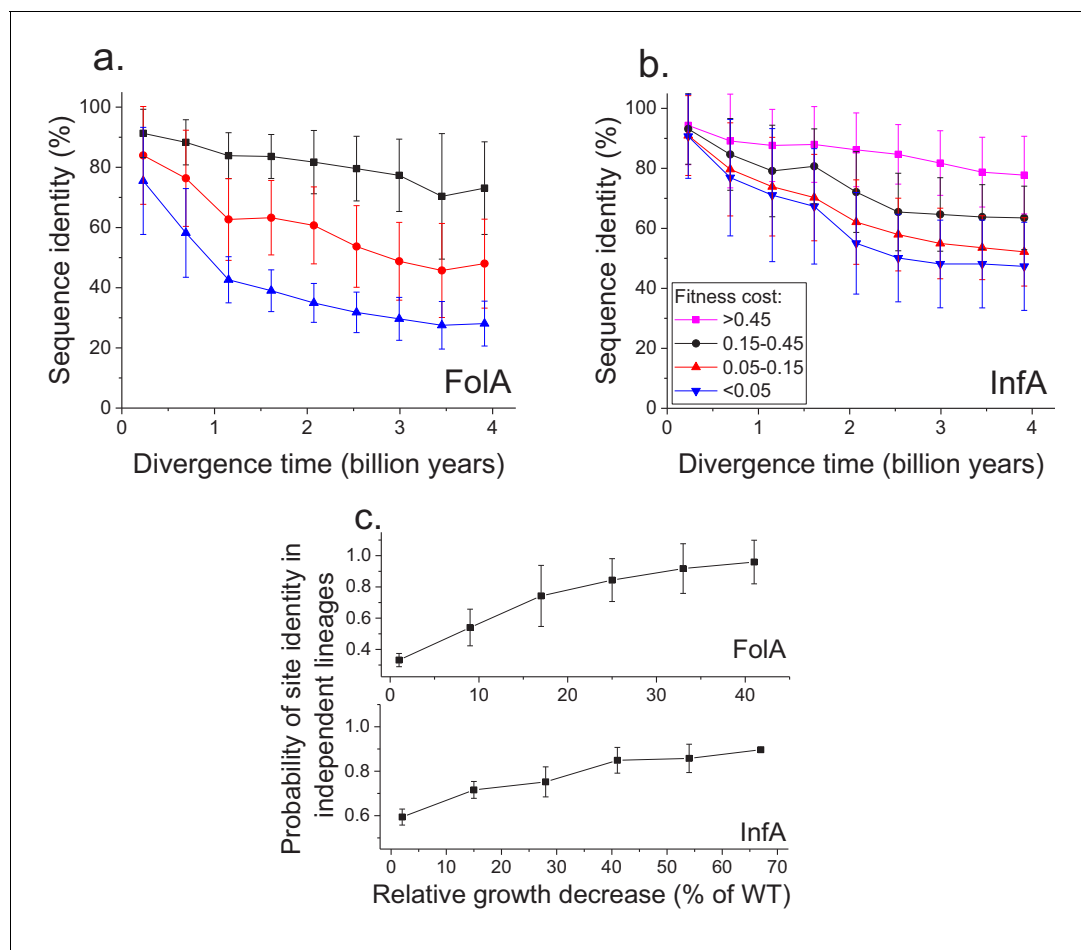 a.
100
80
60
40
20
0
Sequence identity (%)
FolA
0 1 2 3 4
Divergence time (billion years)
b.
100
80
60
40
20
0
Sequence identity (%)
Fitness cost:
>0.45
0.15-0.45
0.05-0.15
<0.05
InfA
0 1 2 3 4
Divergence time (billion years)
c.
Probability of site identity in
independent lineages
1.0
0.8
0.6
0.4
FolA
0 10 20 30 40
1.0
0.8
0.6
InfA
0 10 20 30 40 50 60 70
Relative growth decrease (% of WT)